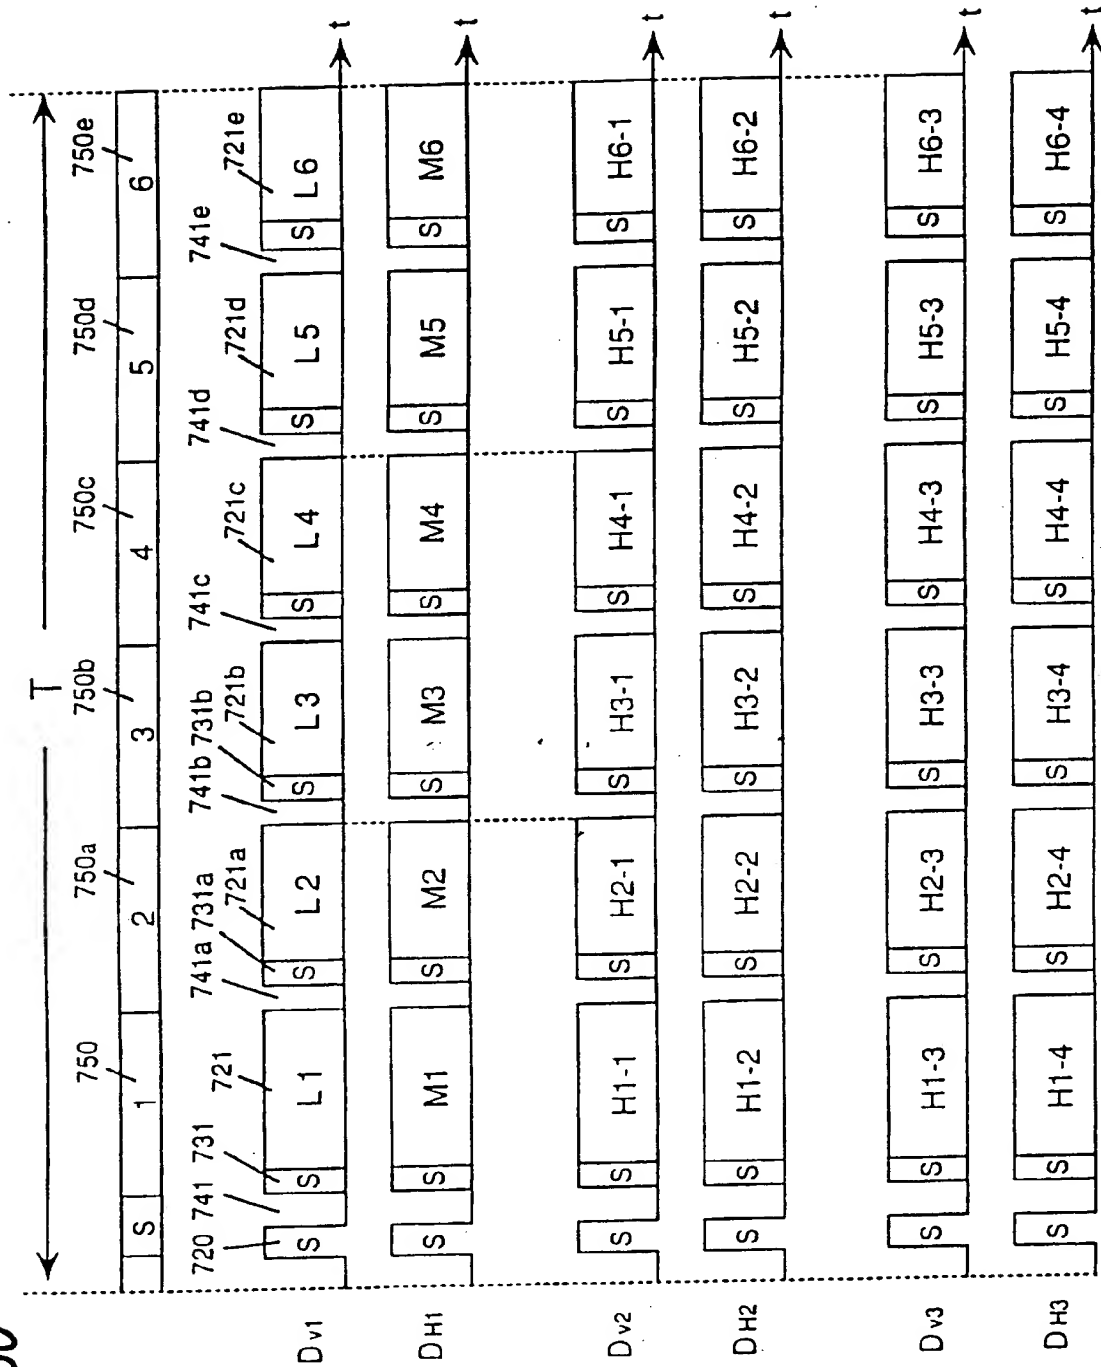 T
750 750a 750b 750c 750d 750e
S 1 2 3 4 5 6
720 741 731 721 741a 731a 721a 741b 731b 721b 741c 721c 741d 721d 741e 721e
Dv1 S S L1 S L2 S L3 S L4 S L5 S L6 t
DH1 S S M1 S M2 S M3 S M4 S M5 S M6 t
Dv2 S S H1-1 S H2-1 S H3-1 S H4-1 S H5-1 S H6-1 t
DH2 S S H1-2 S H2-2 S H3-2 S H4-2 S H5-2 S H6-2 t
Dv3 S S H1-3 S H2-3 S H3-3 S H4-3 S H5-3 S H6-3 t
DH3 S S H1-4 S H2-4 S H3-4 S H4-4 S H5-4 S H6-4 t